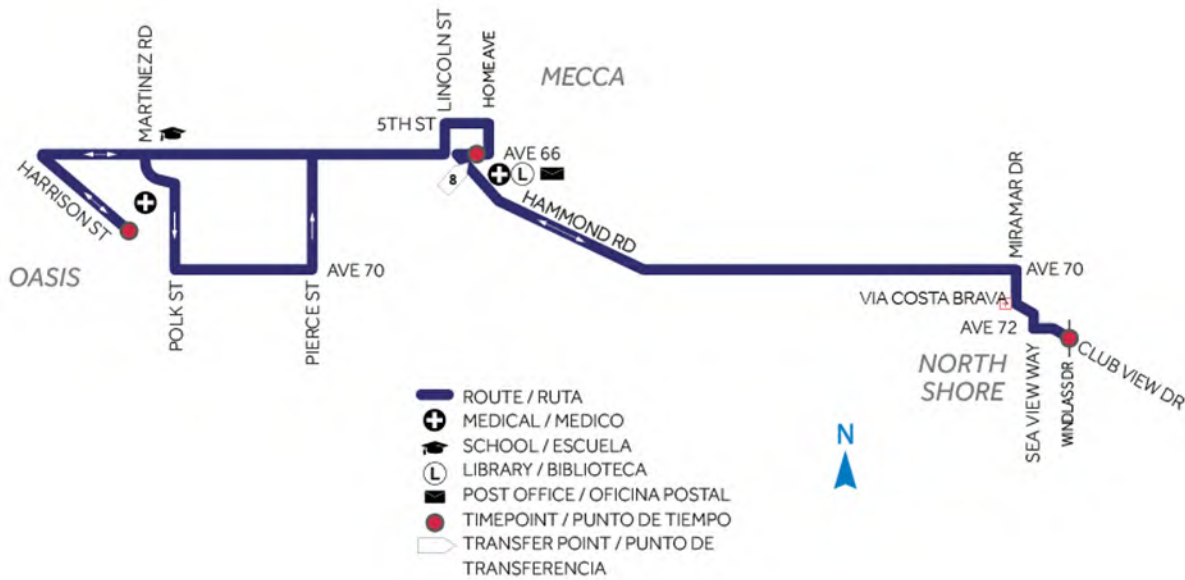 LINCOLN ST
HOME AVE
MECCA
MARTINEZ RD
5TH ST
AVE 66
8
L
HARRISON ST
HAMMOND RD
MIRAMAR DR
OASIS
AVE 70
AVE 70
VIA COSTA BRAVA
POLK ST
PIERCE ST
AVE 72
CLUB VIEW DR
NORTH
SHORE
SEA VIEW WAY
WINDLASS DR
N
ROUTE / RUTA
MEDICAL / MEDICO
SCHOOL / ESCUELA
L LIBRARY / BIBLIOTECA
POST OFFICE / OFICINA POSTAL
TIMEPOINT / PUNTO DE TIEMPO
TRANSFER POINT / PUNTO DE
TRANSFERENCIA